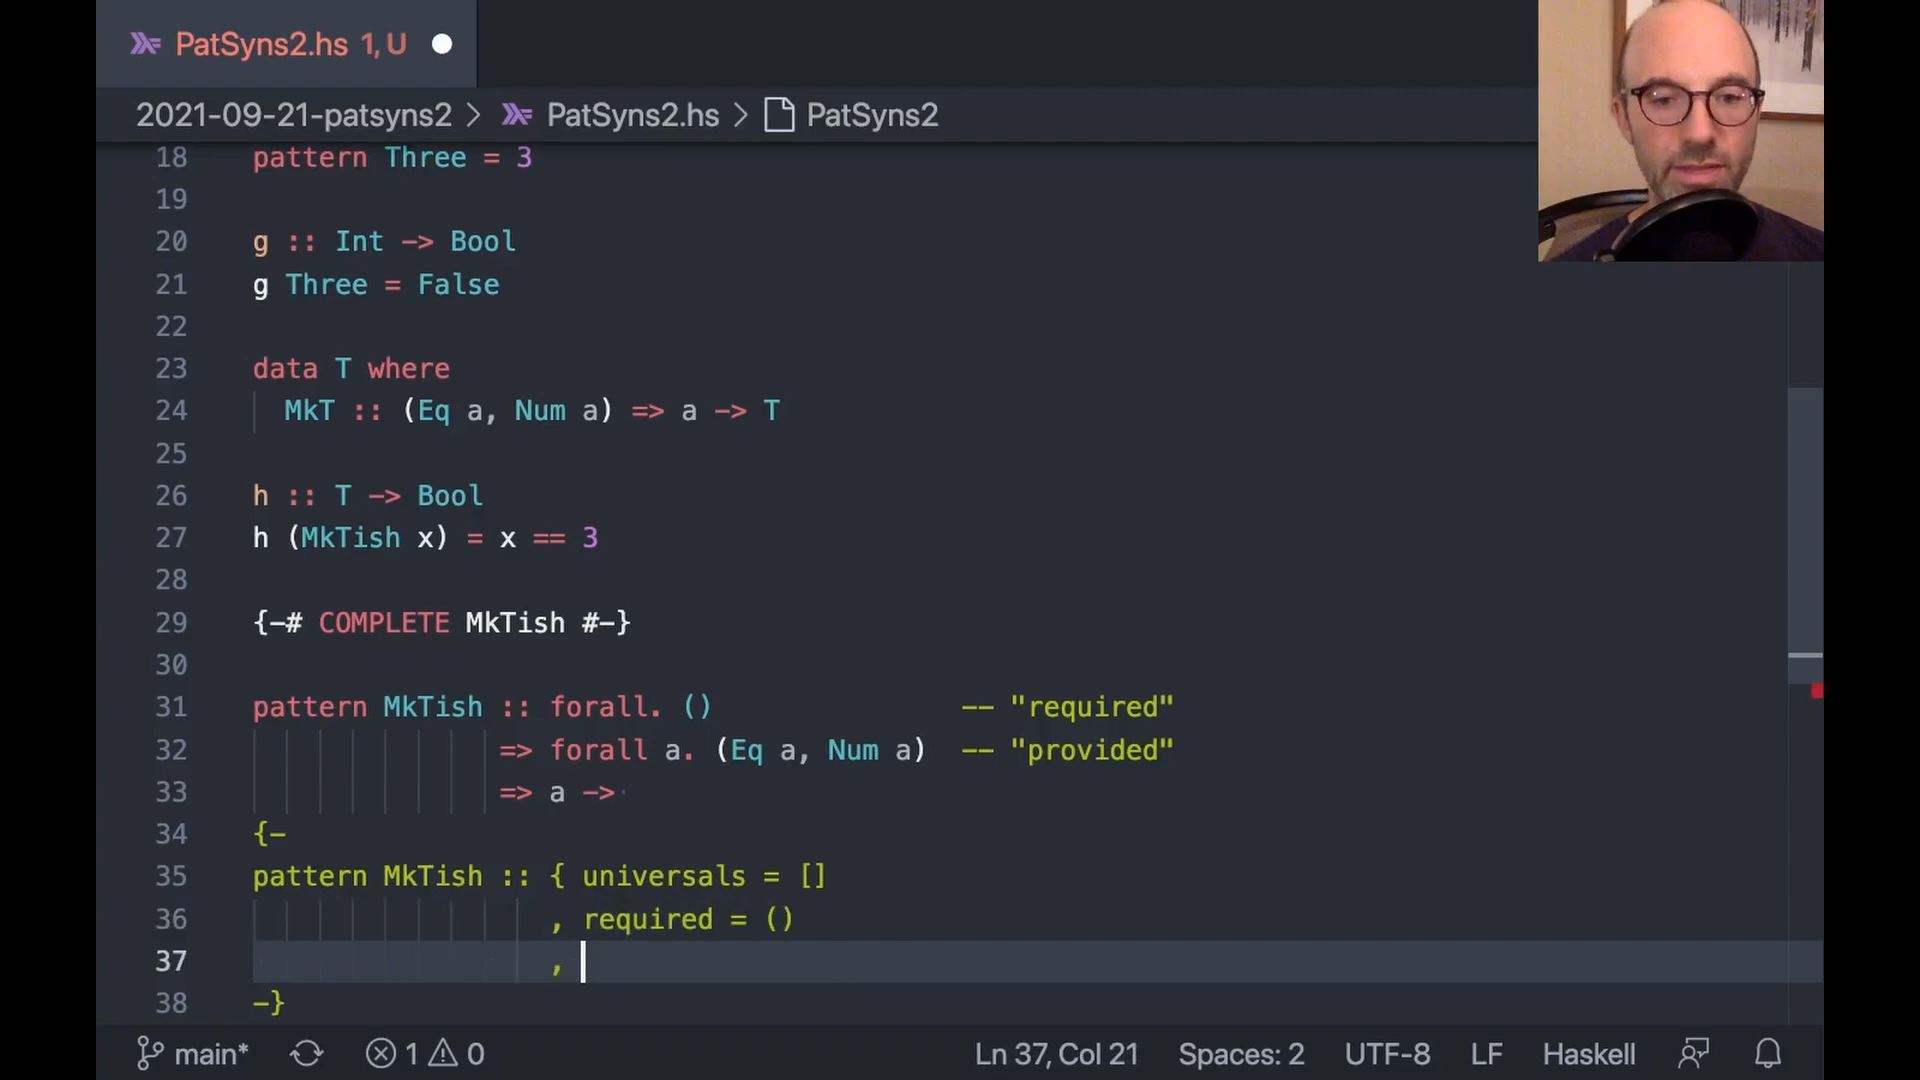 PatSyns2.hs 1, U
2021-09-21-patsyns2 > PatSyns2.hs > PatSyns2
18 pattern Three = 3
19
20 g :: Int -> Bool
21 g Three = False
22
23 data T where
24 MkT :: (Eq a, Num a) => a -> T
25
26 h :: T -> Bool
27 h (MkTish x) = x == 3
28
29 {-# COMPLETE MkTish #-}
30
31 pattern MkTish :: forall. () -- "required"
32 => forall a. (Eq a, Num a) -- "provided"
33 => a ->
34 {-
35 pattern MkTish :: { universals = []
36 , required = ()
37 ,
38 -}
main* 1 0 Ln 37, Col 21 Spaces: 2 UTF-8 LF Haskell